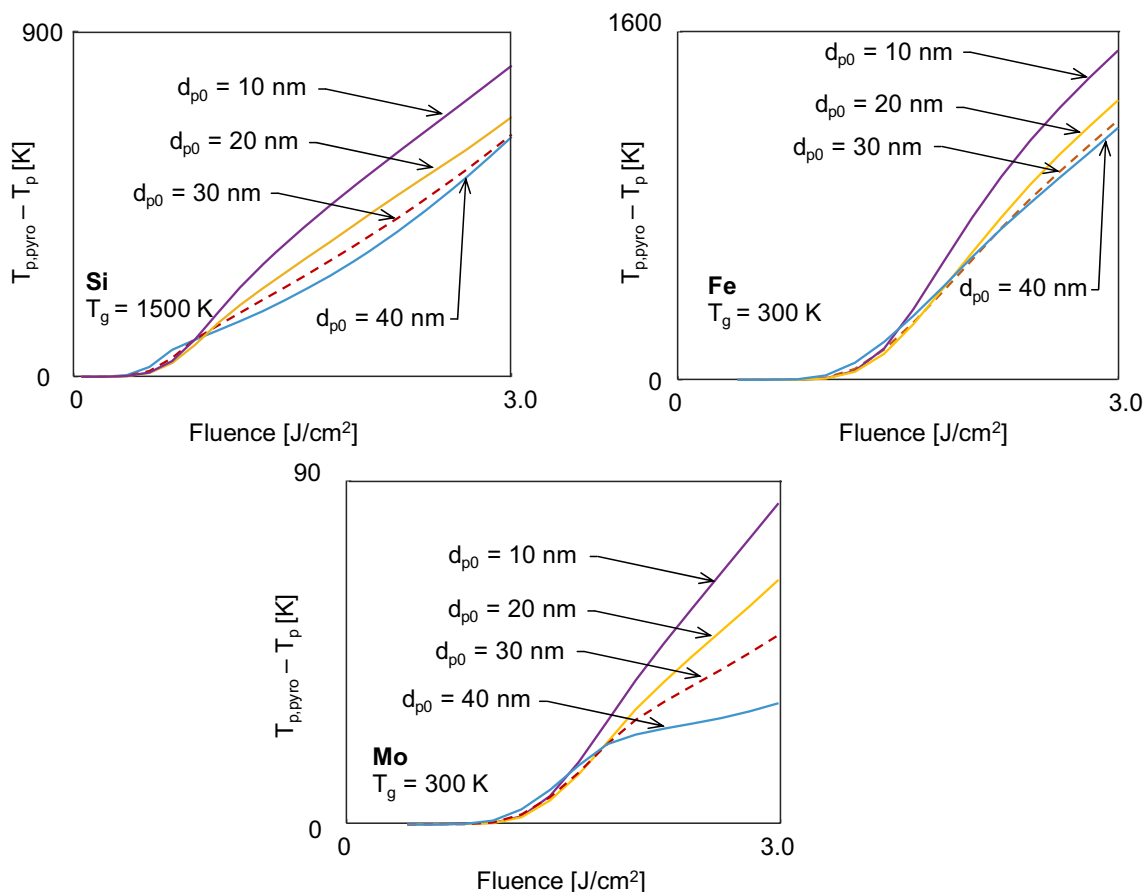 900
T_p,pyro – T_p [K]
d_p0 = 10 nm
d_p0 = 20 nm
d_p0 = 30 nm
Si
T_g = 1500 K
d_p0 = 40 nm
0
0
3.0
Fluence [J/cm²]
1600
T_p,pyro – T_p [K]
d_p0 = 10 nm
d_p0 = 20 nm
d_p0 = 30 nm
Fe
T_g = 300 K
d_p0 = 40 nm
0
0
3.0
Fluence [J/cm²]
90
T_p,pyro – T_p [K]
d_p0 = 10 nm
d_p0 = 20 nm
d_p0 = 30 nm
d_p0 = 40 nm
Mo
T_g = 300 K
0
0
3.0
Fluence [J/cm²]